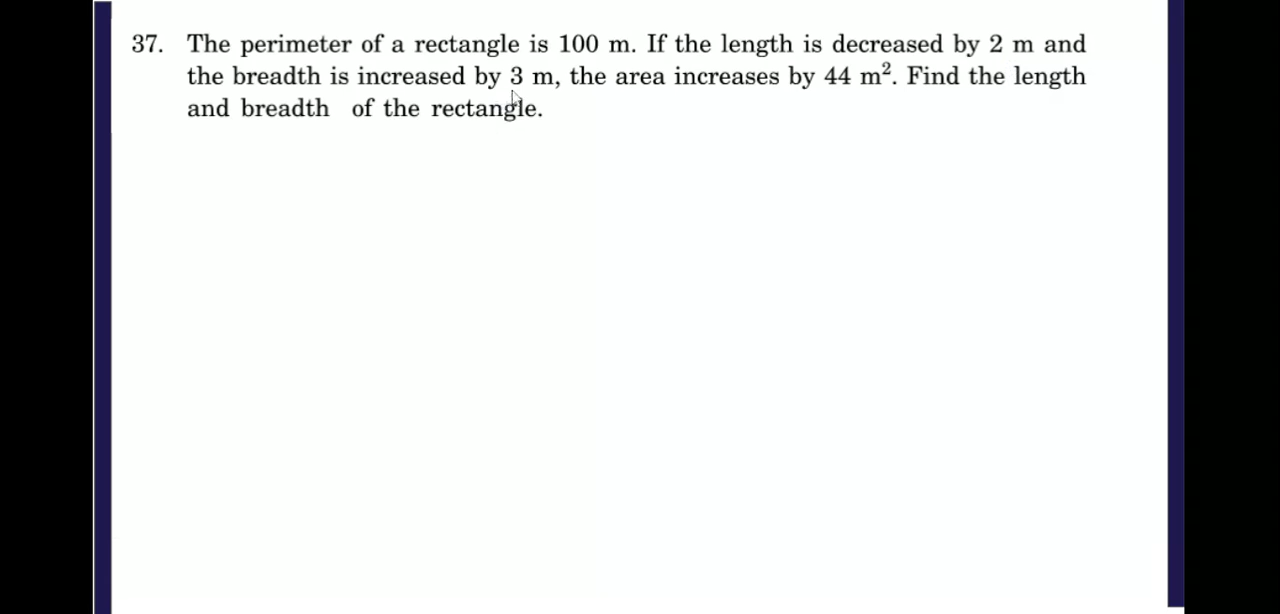 37. The perimeter of a rectangle is 100 m. If the length is decreased by 2 m and
the breadth is increased by 3 m, the area increases by 44 m². Find the length
and breadth of the rectangle.